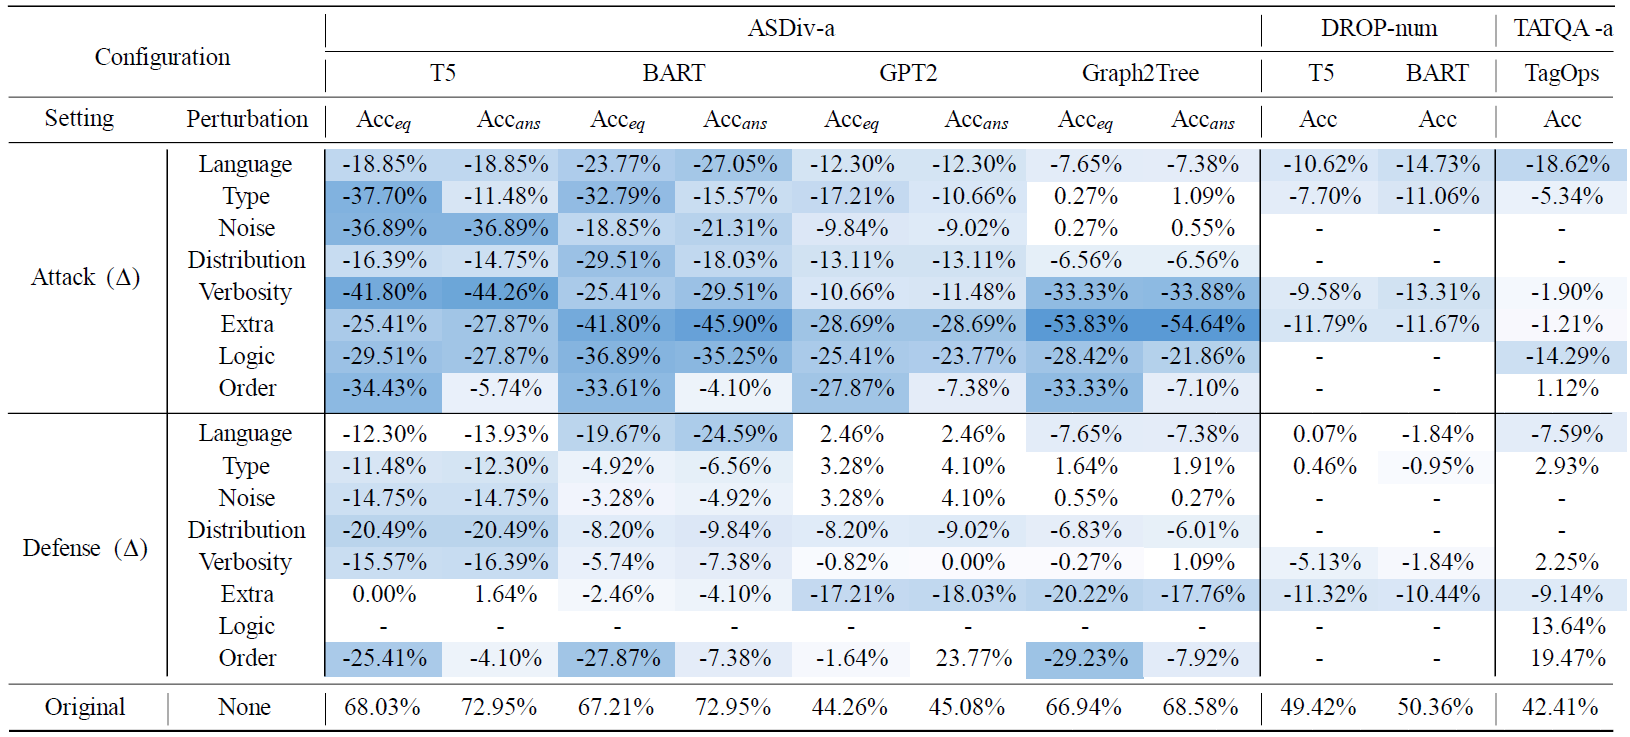 Configuration ASDiv-a DROP-num TATQA -a
T5 BART GPT2 Graph2Tree T5 BART TagOps
Setting Perturbation Acceq Accans Acceq Accans Acceq Accans Acceq Accans Acc Acc Acc
Attack (Δ)
Language -18.85% -18.85% -23.77% -27.05% -12.30% -12.30% -7.65% -7.38% -10.62% -14.73% -18.62%
Type -37.70% -11.48% -32.79% -15.57% -17.21% -10.66% 0.27% 1.09% -7.70% -11.06% -5.34%
Noise -36.89% -36.89% -18.85% -21.31% -9.84% -9.02% 0.27% 0.55% - - -
Distribution -16.39% -14.75% -29.51% -18.03% -13.11% -13.11% -6.56% -6.56% - - -
Verbosity -41.80% -44.26% -25.41% -29.51% -10.66% -11.48% -33.33% -33.88% -9.58% -13.31% -1.90%
Extra -25.41% -27.87% -41.80% -45.90% -28.69% -28.69% -53.83% -54.64% -11.79% -11.67% -1.21%
Logic -29.51% -27.87% -36.89% -35.25% -25.41% -23.77% -28.42% -21.86% - - -14.29%
Order -34.43% -5.74% -33.61% -4.10% -27.87% -7.38% -33.33% -7.10% - - 1.12%
Defense (Δ)
Language -12.30% -13.93% -19.67% -24.59% 2.46% 2.46% -7.65% -7.38% 0.07% -1.84% -7.59%
Type -11.48% -12.30% -4.92% -6.56% 3.28% 4.10% 1.64% 1.91% 0.46% -0.95% 2.93%
Noise -14.75% -14.75% -3.28% -4.92% 3.28% 4.10% 0.55% 0.27% - - -
Distribution -20.49% -20.49% -8.20% -9.84% -8.20% -9.02% -6.83% -6.01% - - -
Verbosity -15.57% -16.39% -5.74% -7.38% -0.82% 0.00% -0.27% 1.09% -5.13% -1.84% 2.25%
Extra 0.00% 1.64% -2.46% -4.10% -17.21% -18.03% -20.22% -17.76% -11.32% -10.44% -9.14%
Logic - - - - - - - - - - 13.64%
Order -25.41% -4.10% -27.87% -7.38% -1.64% 23.77% -29.23% -7.92% - - 19.47%
Original None 68.03% 72.95% 67.21% 72.95% 44.26% 45.08% 66.94% 68.58% 49.42% 50.36% 42.41%